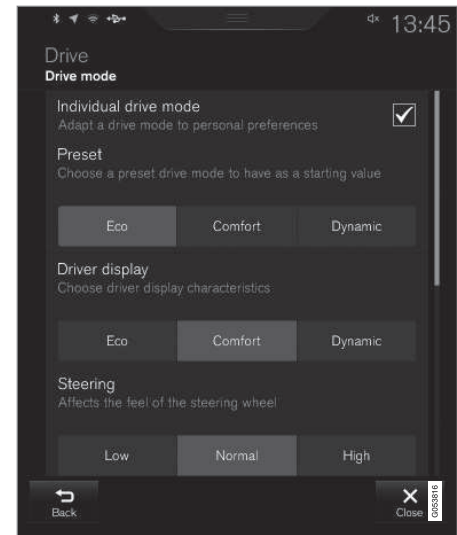 13:45
Drive
Drive mode
Individual drive mode
Adapt a drive mode to personal preferences
Preset
Choose a preset drive mode to have as a starting value
Eco Comfort Dynamic
Driver display
Choose driver display characteristics
Eco Comfort Dynamic
Steering
Affects the feel of the steering wheel
Low Normal High
Back Close
G053816